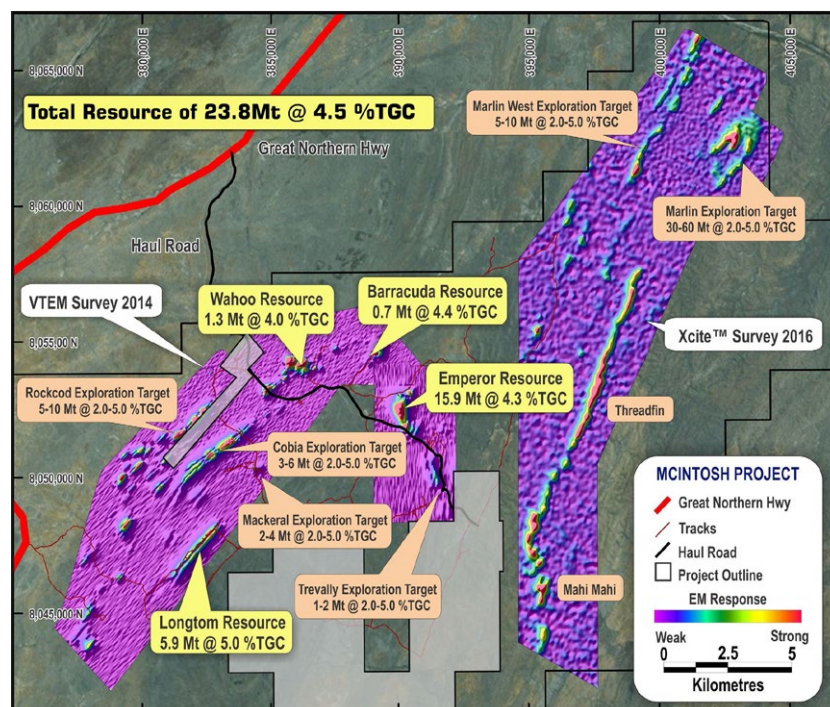 380,000 E
385,000 E
390,000 E
395,000 E
400,000 E
405,000 E
8,065,000 N
8,060,000 N
8,055,000 N
8,050,000 N
8,045,000 N
Total Resource of 23.8Mt @ 4.5 %TGC
Great Northern Hwy
Haul Road
Marlin West Exploration Target
5-10 Mt @ 2.0-5.0 %TGC
Marlin Exploration Target
30-60 Mt @ 2.0-5.0 %TGC
VTEM Survey 2014
Wahoo Resource
1.3 Mt @ 4.0 %TGC
Barracuda Resource
0.7 Mt @ 4.4 %TGC
Xcite™ Survey 2016
Rockcod Exploration Target
5-10 Mt @ 2.0-5.0 %TGC
Emperor Resource
15.9 Mt @ 4.3 %TGC
Threadfin
Cobia Exploration Target
3-6 Mt @ 2.0-5.0 %TGC
Mackeral Exploration Target
2-4 Mt @ 2.0-5.0 %TGC
Trevally Exploration Target
1-2 Mt @ 2.0-5.0 %TGC
Mahi Mahi
Longtom Resource
5.9 Mt @ 5.0 %TGC
MCINTOSH PROJECT
Great Northern Hwy
Tracks
Haul Road
Project Outline
EM Response
Weak Strong
0 2.5 5
Kilometres